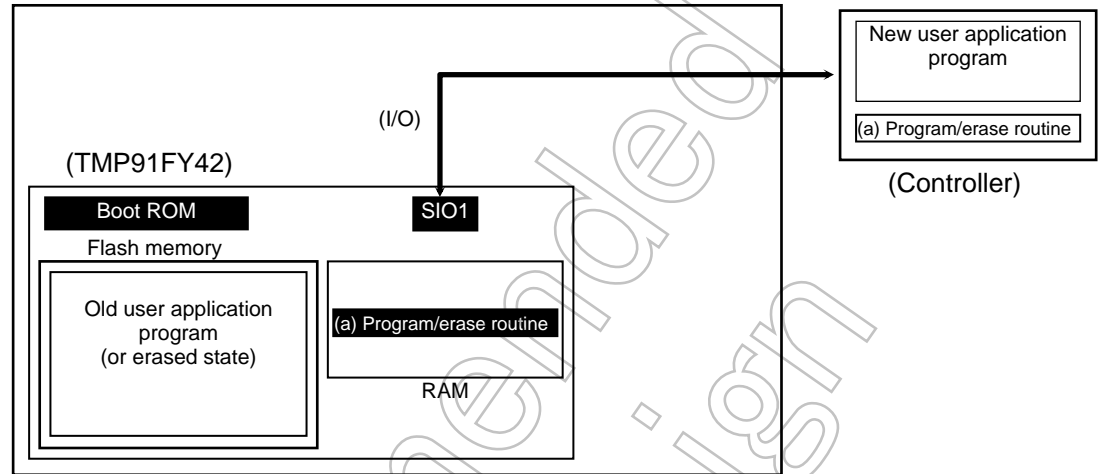 New user application
program
(a) Program/erase routine
(Controller)
(I/O)
(TMP91FY42)
Boot ROM
SIO1
Flash memory
Old user application
program
(or erased state)
(a) Program/erase routine
RAM